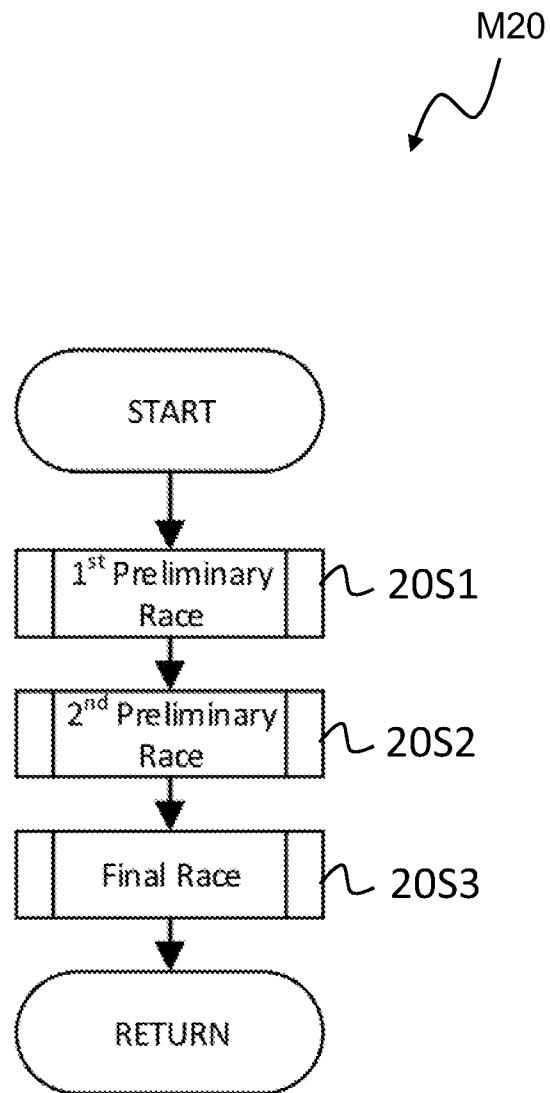 M20
START
1st Preliminary
Race
20S1
2nd Preliminary
Race
20S2
Final Race
20S3
RETURN